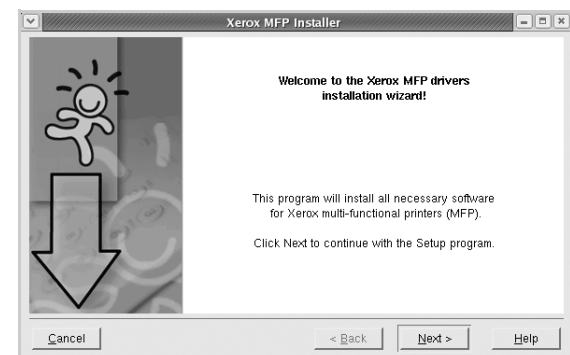 Xerox MFP Installer
Welcome to the Xerox MFP drivers
installation wizard!
This program will install all necessary software
for Xerox multi-functional printers (MFP).
Click Next to continue with the Setup program.
Cancel
< Back
Next >
Help